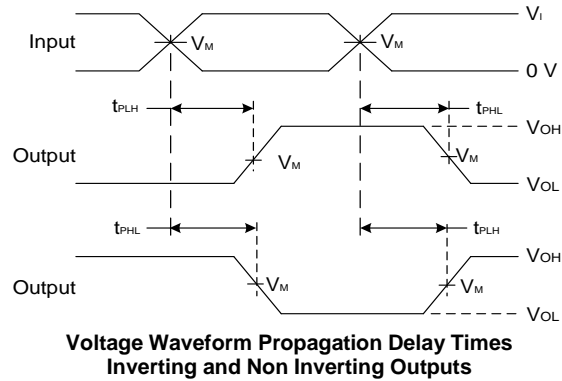 VI
Input
VM
VM
0 V
tPLH
tPHL
VOH
Output
VM
VM
VOL
tPHL
tPLH
VOH
Output
VM
VM
VOL
Voltage Waveform Propagation Delay Times
Inverting and Non Inverting Outputs